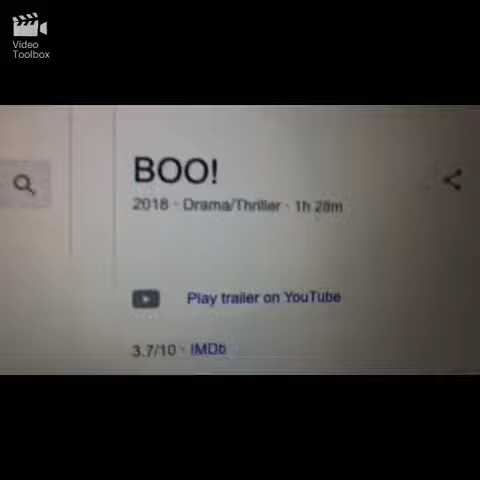 Video
Toolbox
BOO!
2018 · Drama/Thriller · 1h 28m
Play trailer on YouTube
3.7/10 · IMDb